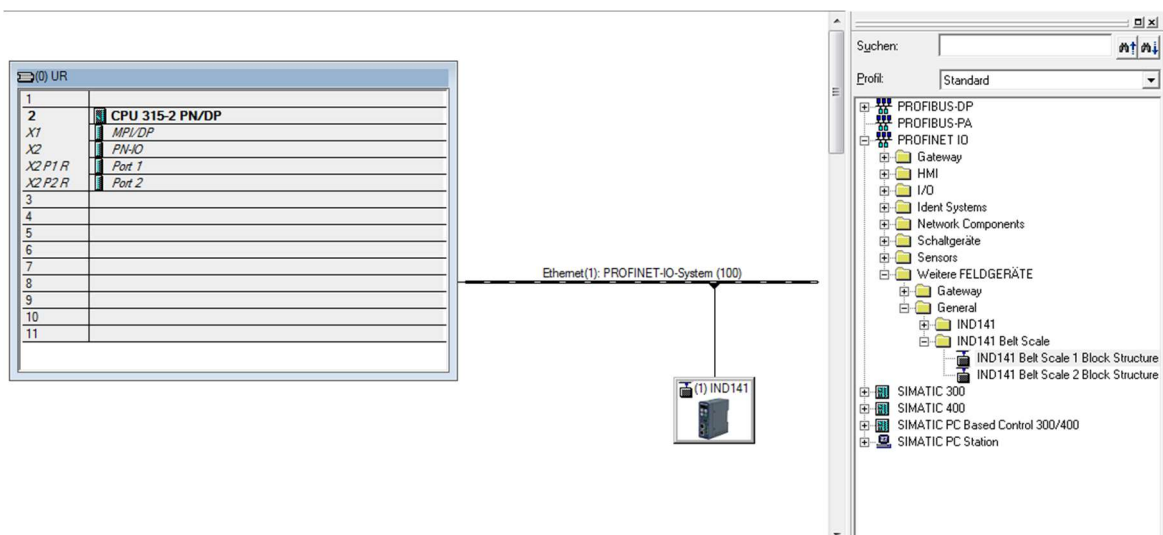 (0) UR
1
2 CPU 315-2 PN/DP
X1 MPI/DP
X2 PN-IO
X2 P1 R Port 1
X2 P2 R Port 2
3
4
5
6
7
8
9
10
11
Ethernet(1): PROFINET-IO-System (100)
(1) IND141
Suchen:
Profil: Standard
PROFIBUS-DP
PROFIBUS-PA
PROFINET IO
Gateway
HMI
I/O
Ident Systems
Network Components
Schaltgeräte
Sensors
Weitere FELDGERÄTE
Gateway
General
IND141
IND141 Belt Scale
IND141 Belt Scale 1 Block Structure
IND141 Belt Scale 2 Block Structure
SIMATIC 300
SIMATIC 400
SIMATIC PC Based Control 300/400
SIMATIC PC Station